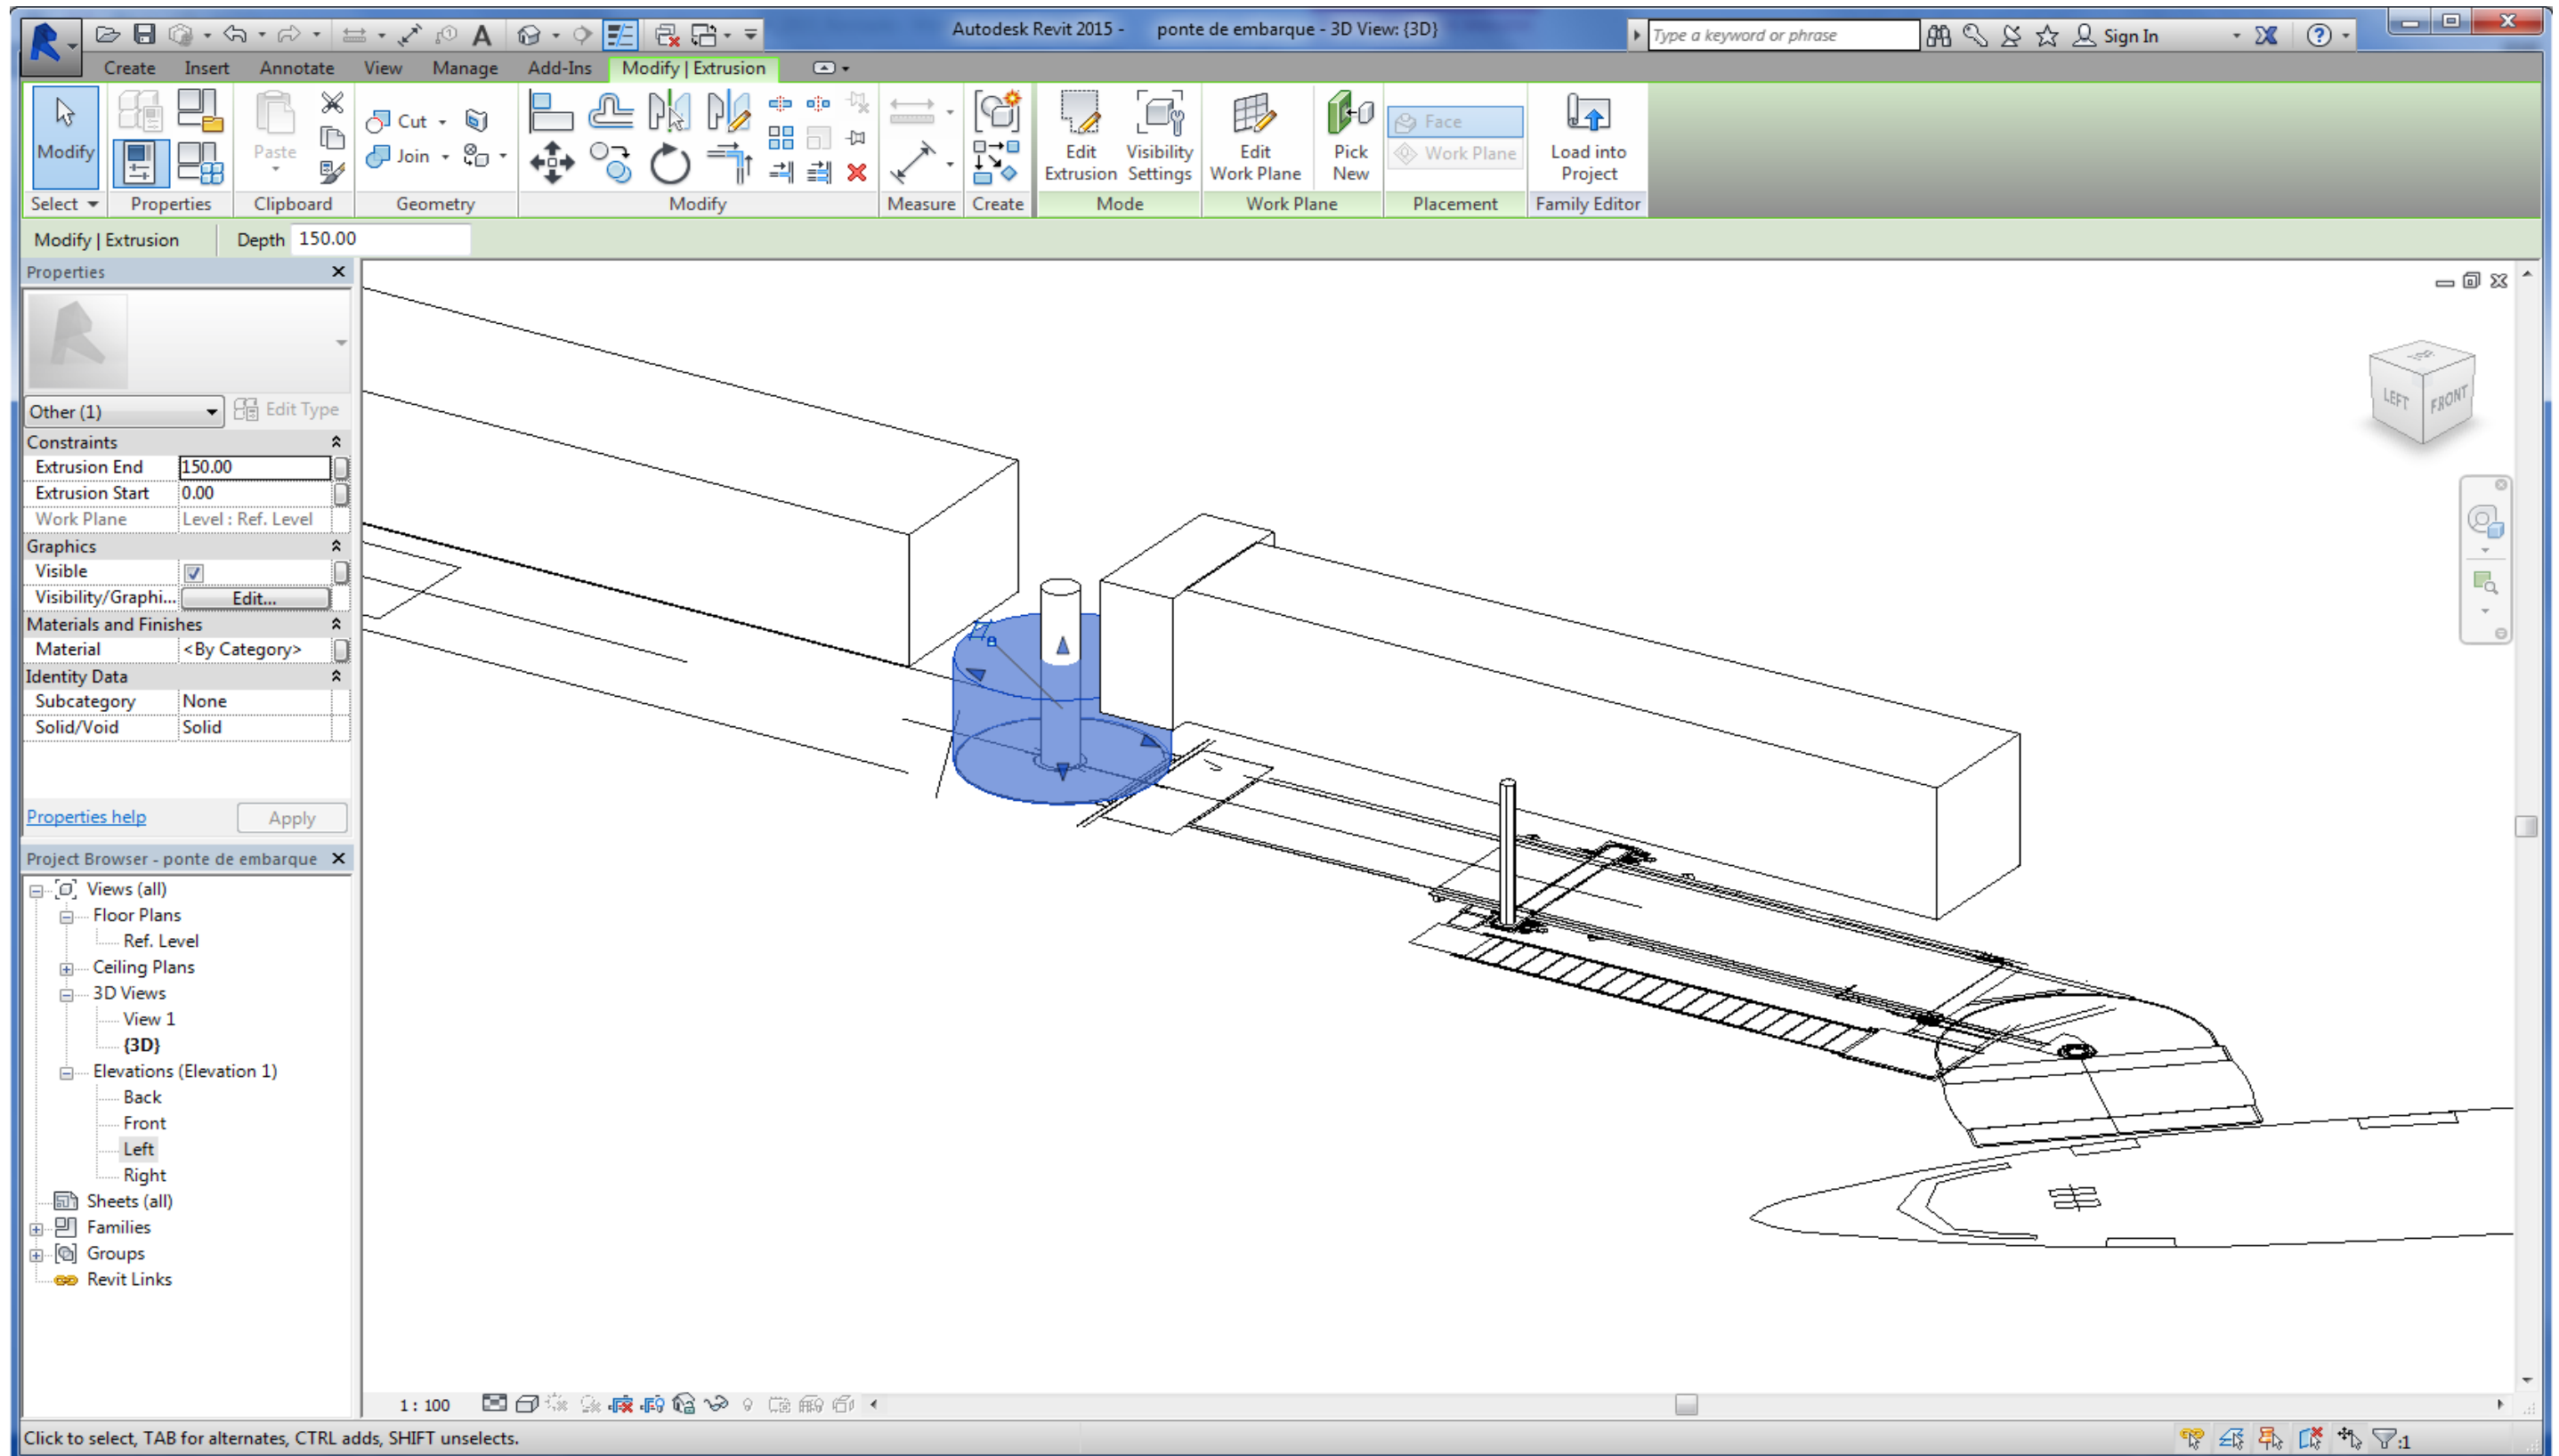 Autodesk Revit 2015 - ponte de embarque - 3D View: {3D}
Type a keyword or phrase
Sign In
Create Insert Annotate View Manage Add-Ins Modify | Extrusion
Modify
Paste
Cut
Join
Edit Extrusion
Visibility Settings
Edit Work Plane
Pick New
Face
Work Plane
Load into Project
Select Properties Clipboard Geometry Modify Measure Create Mode Work Plane Placement Family Editor
Modify | Extrusion Depth 150.00
Properties
Other (1) Edit Type
Constraints
Extrusion End 150.00
Extrusion Start 0.00
Work Plane Level : Ref. Level
Graphics
Visible
Visibility/Graphi... Edit...
Materials and Finishes
Material <By Category>
Identity Data
Subcategory None
Solid/Void Solid
Properties help Apply
Project Browser - ponte de embarque
Views (all)
Floor Plans
Ref. Level
Ceiling Plans
3D Views
View 1
{3D}
Elevations (Elevation 1)
Back
Front
Left
Right
Sheets (all)
Families
Groups
Revit Links
TOP
LEFT FRONT
1 : 100
Click to select, TAB for alternates, CTRL adds, SHIFT unselects.
:1